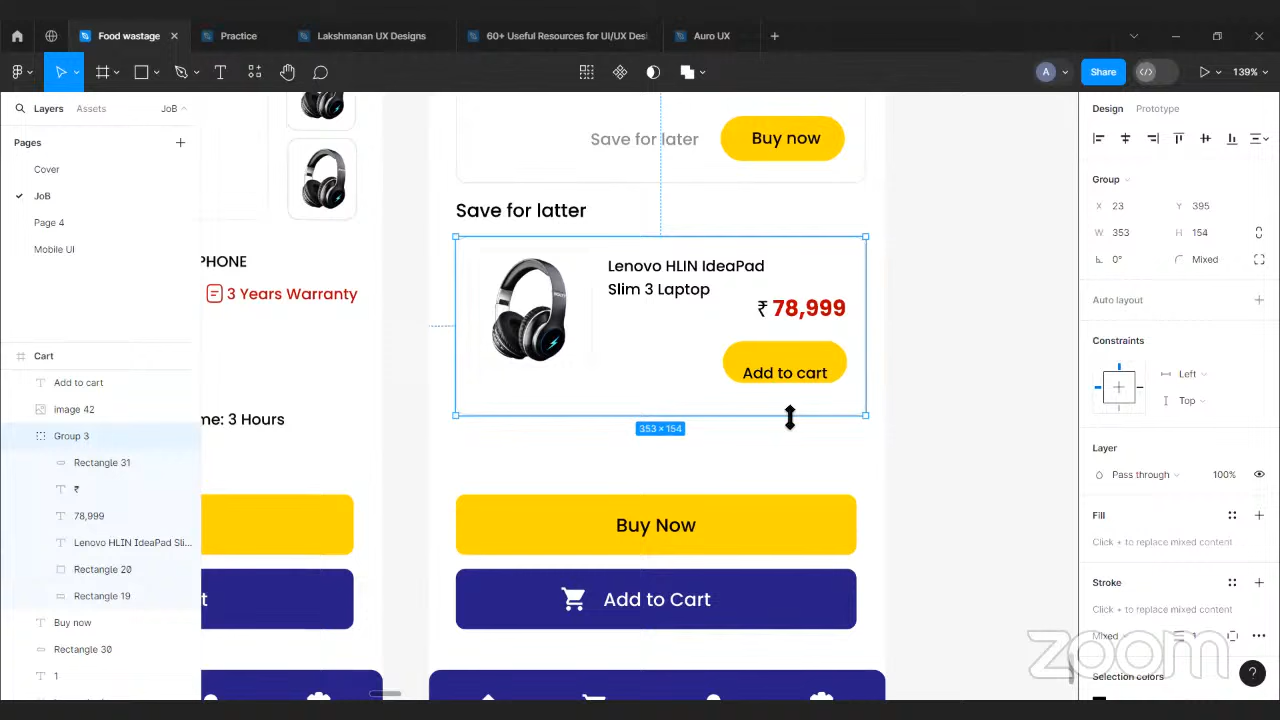 Food wastage
Practice
Lakshmanan UX Designs
60+ Useful Resources for UI/UX Desi
Auro UX
A
Share
139%
Layers
Assets
JoB
Pages
Cover
JoB
Page 4
Mobile UI
Cart
Add to cart
image 42
Group 3
Rectangle 31
₹
78,999
Lenovo HLIN IdeaPad Sli...
Rectangle 20
Rectangle 19
Buy now
Rectangle 30
1
PHONE
3 Years Warranty
me: 3 Hours
t
Save for later
Buy now
Save for latter
Lenovo HLIN IdeaPad
Slim 3 Laptop
₹ 78,999
Add to cart
353 × 154
Buy Now
Add to Cart
Design
Prototype
Group
X 23
Y 395
W 353
H 154
0°
Mixed
Auto layout
Constraints
Left
Top
Layer
Pass through
100%
Fill
Click + to replace mixed content
Stroke
Click + to replace mixed content
Mixed
Selection colors
zoom
?